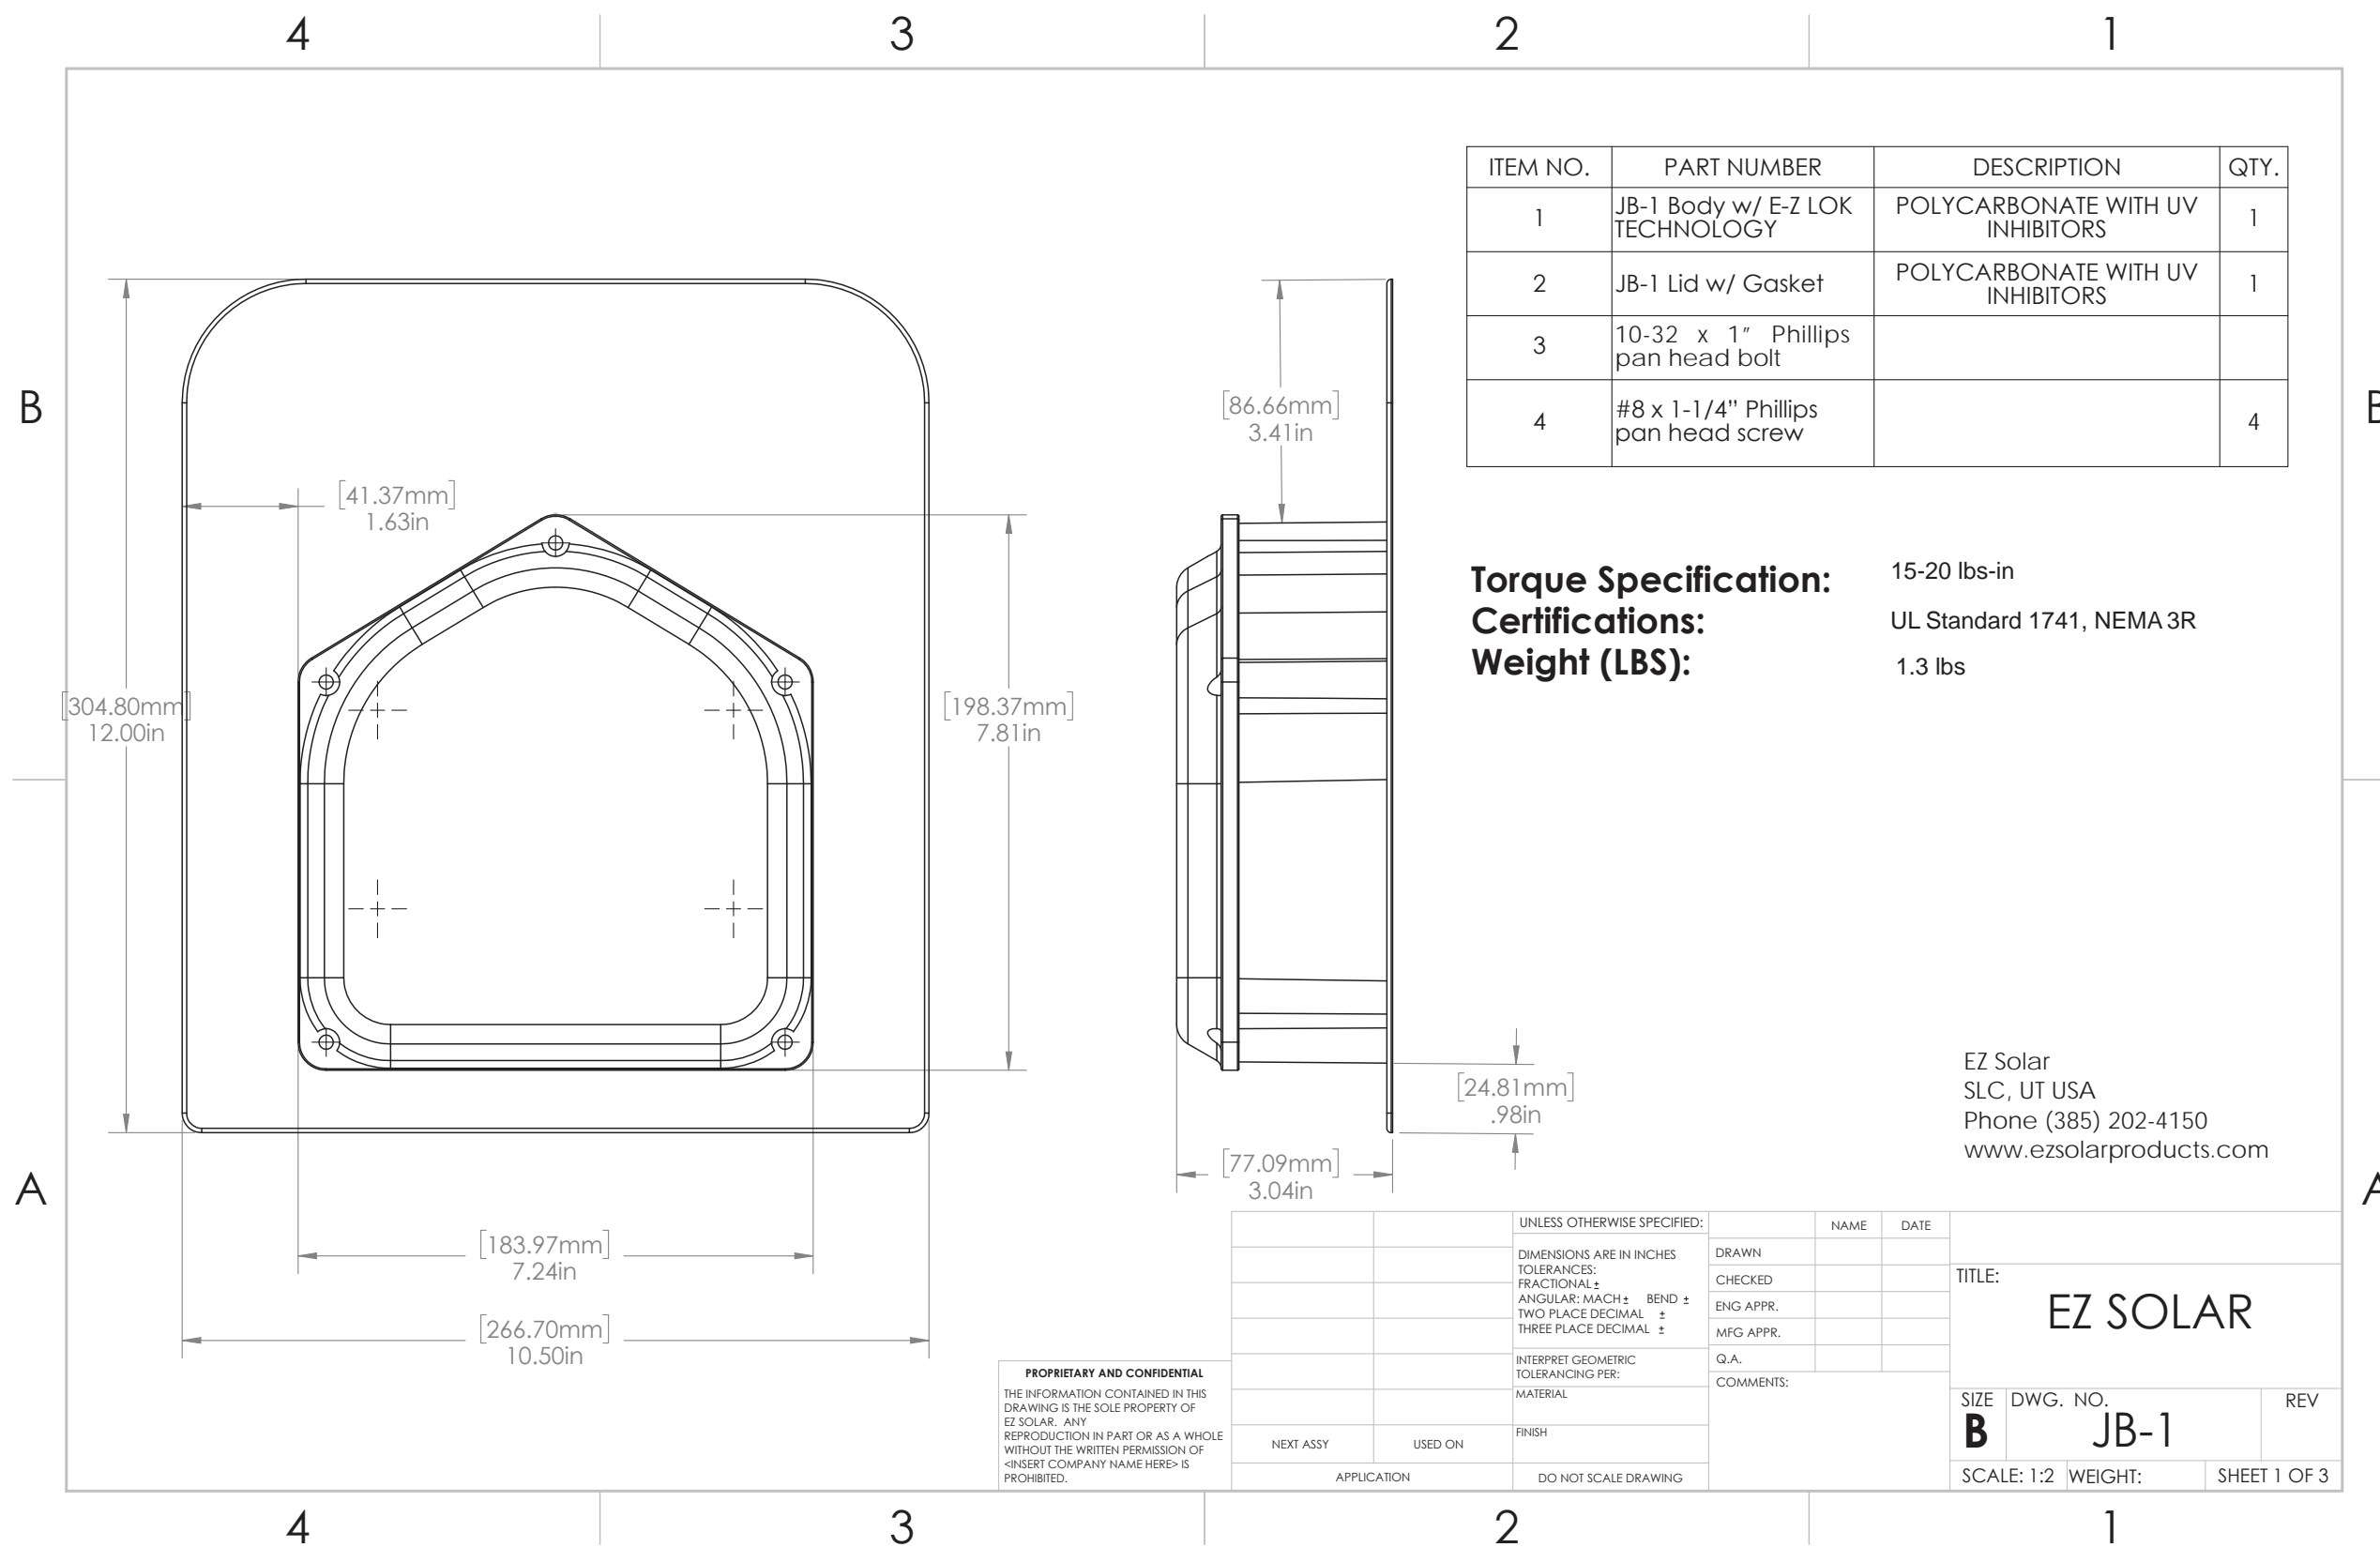 4 3 2 1
ITEM NO. PART NUMBER DESCRIPTION QTY.
1 JB-1 Body w/ E-Z LOK TECHNOLOGY POLYCARBONATE WITH UV INHIBITORS 1
2 JB-1 Lid w/ Gasket POLYCARBONATE WITH UV INHIBITORS 1
3 10-32 x 1" Phillips pan head bolt
4 #8 x 1-1/4” Phillips pan head screw 4
B B
[86.66mm]
3.41in
[41.37mm]
1.63in
Torque Specification: 15-20 lbs-in
Certifications: UL Standard 1741, NEMA 3R
Weight (LBS): 1.3 lbs
[304.80mm]
12.00in
[198.37mm]
7.81in
[24.81mm]
.98in
[77.09mm]
3.04in
EZ Solar
SLC, UT USA
Phone (385) 202-4150
www.ezsolarproducts.com
A A
[183.97mm]
7.24in
[266.70mm]
10.50in
PROPRIETARY AND CONFIDENTIAL
THE INFORMATION CONTAINED IN THIS
DRAWING IS THE SOLE PROPERTY OF
EZ SOLAR. ANY
REPRODUCTION IN PART OR AS A WHOLE
WITHOUT THE WRITTEN PERMISSION OF
<INSERT COMPANY NAME HERE> IS
PROHIBITED.
NEXT ASSY USED ON
APPLICATION
UNLESS OTHERWISE SPECIFIED:
DIMENSIONS ARE IN INCHES
TOLERANCES:
FRACTIONAL ±
ANGULAR: MACH ± BEND ±
TWO PLACE DECIMAL ±
THREE PLACE DECIMAL ±
INTERPRET GEOMETRIC
TOLERANCING PER:
MATERIAL
FINISH
DO NOT SCALE DRAWING
NAME DATE
DRAWN
CHECKED
ENG APPR.
MFG APPR.
Q.A.
COMMENTS:
TITLE:
EZ SOLAR
SIZE DWG. NO. REV
B JB-1
SCALE: 1:2 WEIGHT: SHEET 1 OF 3
4 3 2 1